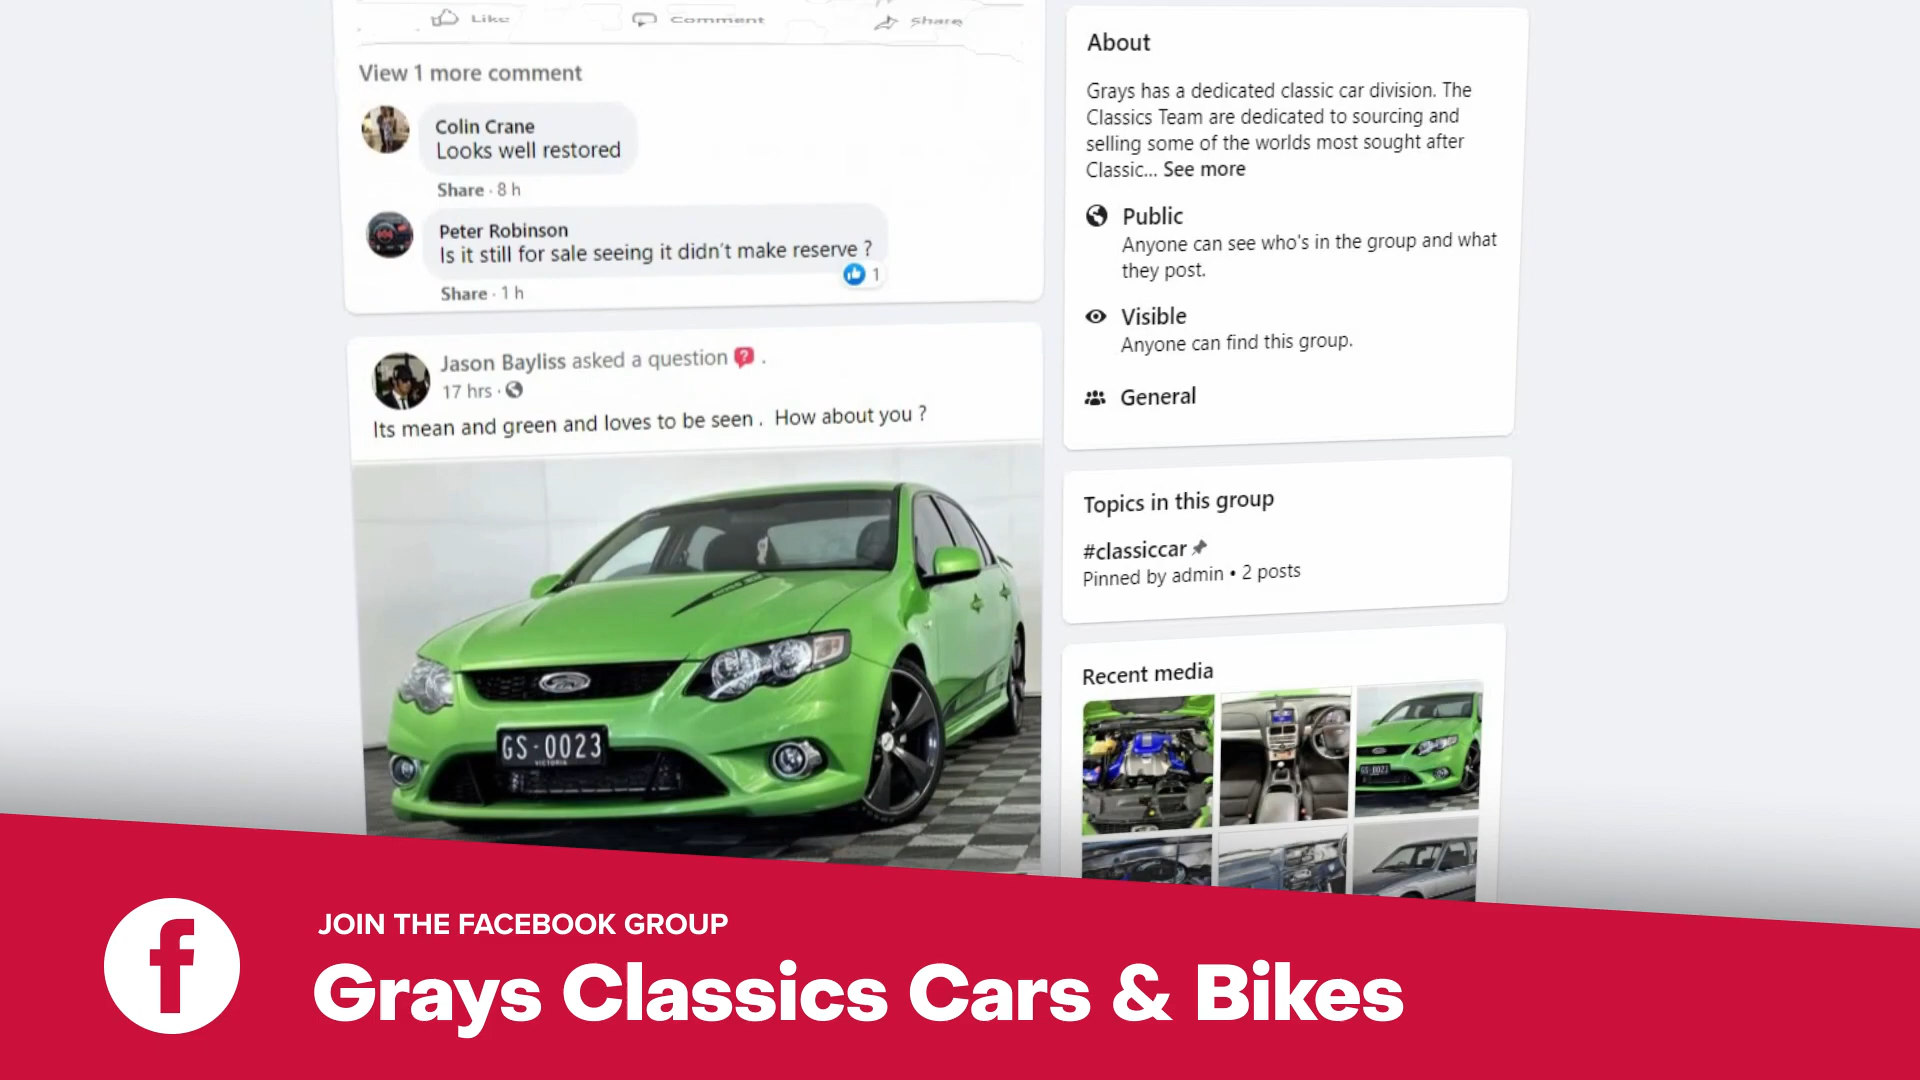 Like Comment Share
View 1 more comment
Colin Crane
Looks well restored
Share · 8 h
Peter Robinson
Is it still for sale seeing it didn't make reserve ?
1
Share · 1 h
Jason Bayliss asked a question .
17 hrs ·
Its mean and green and loves to be seen . How about you ?
GS·0023
VICTORIA
About
Grays has a dedicated classic car division. The
Classics Team are dedicated to sourcing and
selling some of the worlds most sought after
Classic... See more
Public
Anyone can see who's in the group and what
they post.
Visible
Anyone can find this group.
General
Topics in this group
#classiccar
Pinned by admin • 2 posts
Recent media
GS·0023
JOIN THE FACEBOOK GROUP
Grays Classics Cars & Bikes